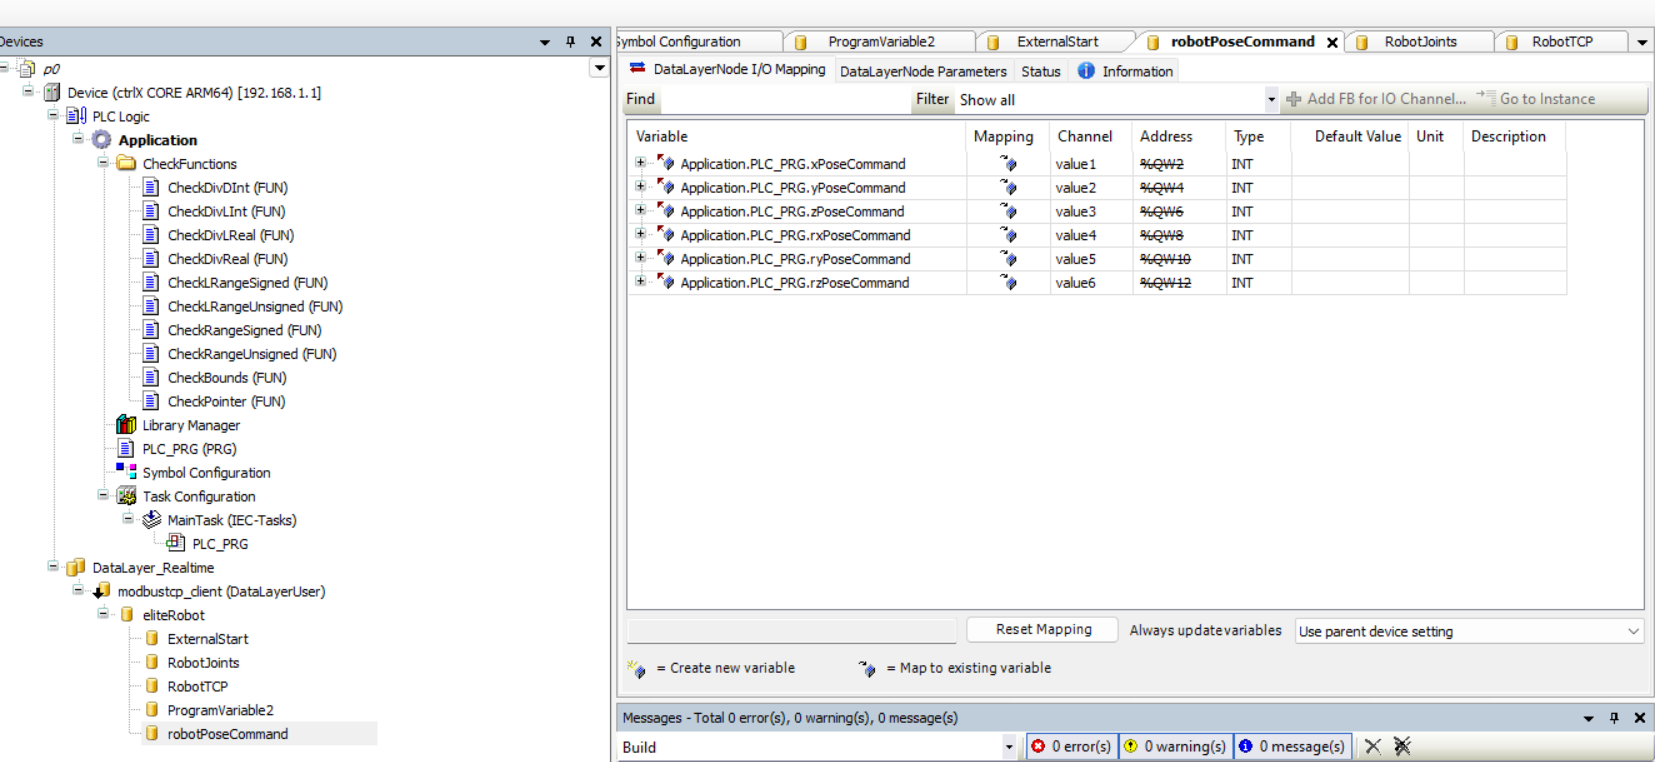 Devices
p0
Device (ctrlX CORE ARM64) [192.168.1.1]
PLC Logic
Application
CheckFunctions
CheckDivDInt (FUN)
CheckDivLInt (FUN)
CheckDivLReal (FUN)
CheckDivReal (FUN)
CheckLRangeSigned (FUN)
CheckLRangeUnsigned (FUN)
CheckRangeSigned (FUN)
CheckRangeUnsigned (FUN)
CheckBounds (FUN)
CheckPointer (FUN)
Library Manager
PLC_PRG (PRG)
Symbol Configuration
Task Configuration
MainTask (IEC-Tasks)
PLC_PRG
DataLayer_Realtime
modbustcp_client (DataLayerUser)
eliteRobot
ExternalStart
RobotJoints
RobotTCP
ProgramVariable2
robotPoseCommand
Symbol Configuration ProgramVariable2 ExternalStart robotPoseCommand RobotJoints RobotTCP
DataLayerNode I/O Mapping DataLayerNode Parameters Status Information
Find Filter Show all Add FB for IO Channel... Go to Instance
Variable Mapping Channel Address Type Default Value Unit Description
Application.PLC_PRG.xPoseCommand value1 %QW2 INT
Application.PLC_PRG.yPoseCommand value2 %QW4 INT
Application.PLC_PRG.zPoseCommand value3 %QW6 INT
Application.PLC_PRG.rxPoseCommand value4 %QW8 INT
Application.PLC_PRG.ryPoseCommand value5 %QW10 INT
Application.PLC_PRG.rzPoseCommand value6 %QW12 INT
Reset Mapping Always update variables Use parent device setting
= Create new variable = Map to existing variable
Messages - Total 0 error(s), 0 warning(s), 0 message(s)
Build 0 error(s) 0 warning(s) 0 message(s)